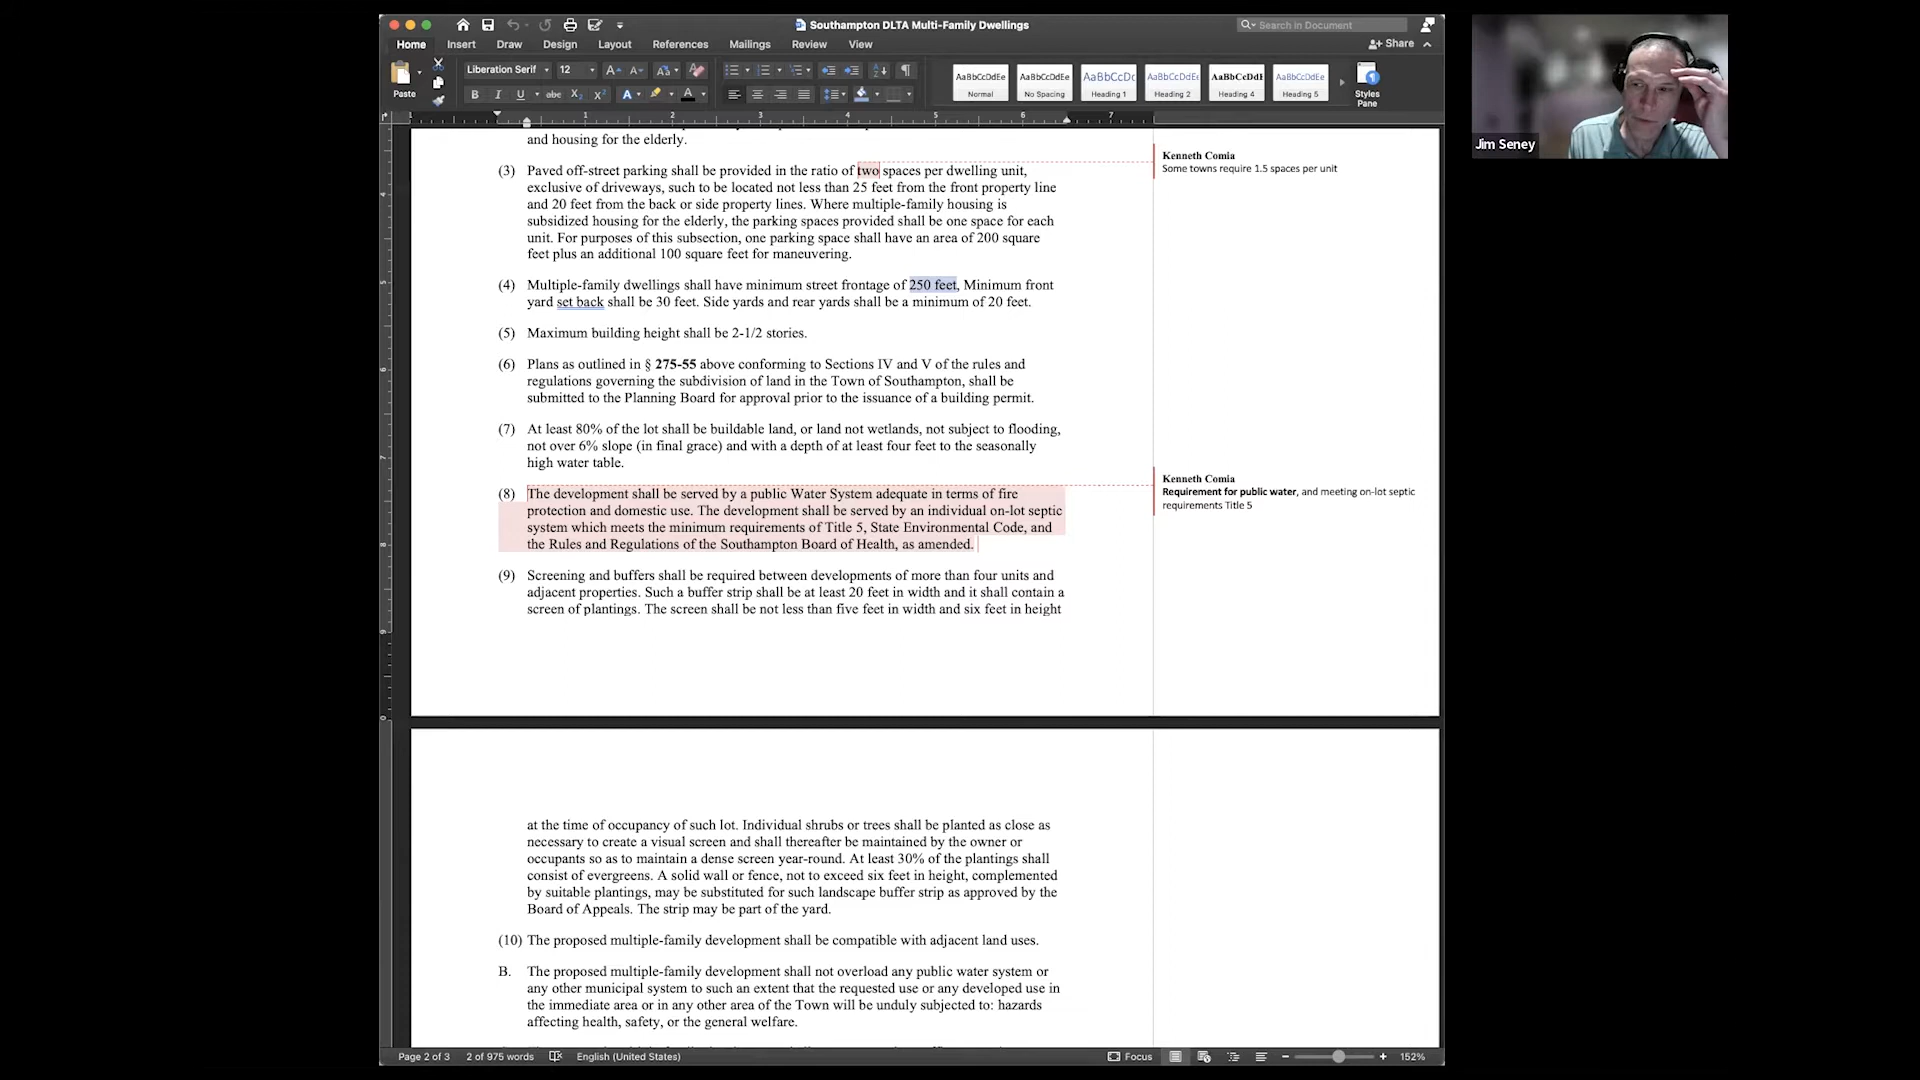 Southampton DLTA Multi-Family Dwellings
Search in Document
Home Insert Draw Design Layout References Mailings Review View
Share
Paste
Liberation Serif 12
AaBbCcDdEe AaBbCcDdEe AaBbCcDc AaBbCcDdEe AaBbCcDdE AaBbCcDdEe
Normal No Spacing Heading 1 Heading 2 Heading 4 Heading 5
Styles
Pane
1 1 2 3 4 5 6 7
and housing for the elderly.
(3) Paved off-street parking shall be provided in the ratio of two spaces per dwelling unit,
exclusive of driveways, such to be located not less than 25 feet from the front property line
and 20 feet from the back or side property lines. Where multiple-family housing is
subsidized housing for the elderly, the parking spaces provided shall be one space for each
unit. For purposes of this subsection, one parking space shall have an area of 200 square
feet plus an additional 100 square feet for maneuvering.
Kenneth Comia
Some towns require 1.5 spaces per unit
(4) Multiple-family dwellings shall have minimum street frontage of 250 feet, Minimum front
yard set back shall be 30 feet. Side yards and rear yards shall be a minimum of 20 feet.
(5) Maximum building height shall be 2-1/2 stories.
(6) Plans as outlined in § 275-55 above conforming to Sections IV and V of the rules and
regulations governing the subdivision of land in the Town of Southampton, shall be
submitted to the Planning Board for approval prior to the issuance of a building permit.
(7) At least 80% of the lot shall be buildable land, or land not wetlands, not subject to flooding,
not over 6% slope (in final grace) and with a depth of at least four feet to the seasonally
high water table.
(8) The development shall be served by a public Water System adequate in terms of fire
protection and domestic use. The development shall be served by an individual on-lot septic
system which meets the minimum requirements of Title 5, State Environmental Code, and
the Rules and Regulations of the Southampton Board of Health, as amended.
Kenneth Comia
Requirement for public water, and meeting on-lot septic
requirements Title 5
(9) Screening and buffers shall be required between developments of more than four units and
adjacent properties. Such a buffer strip shall be at least 20 feet in width and it shall contain a
screen of plantings. The screen shall be not less than five feet in width and six feet in height
at the time of occupancy of such lot. Individual shrubs or trees shall be planted as close as
necessary to create a visual screen and shall thereafter be maintained by the owner or
occupants so as to maintain a dense screen year-round. At least 30% of the plantings shall
consist of evergreens. A solid wall or fence, not to exceed six feet in height, complemented
by suitable plantings, may be substituted for such landscape buffer strip as approved by the
Board of Appeals. The strip may be part of the yard.
(10) The proposed multiple-family development shall be compatible with adjacent land uses.
B. The proposed multiple-family development shall not overload any public water system or
any other municipal system to such an extent that the requested use or any developed use in
the immediate area or in any other area of the Town will be unduly subjected to: hazards
affecting health, safety, or the general welfare.
Page 2 of 3 2 of 975 words English (United States) Focus 152%
Jim Seney